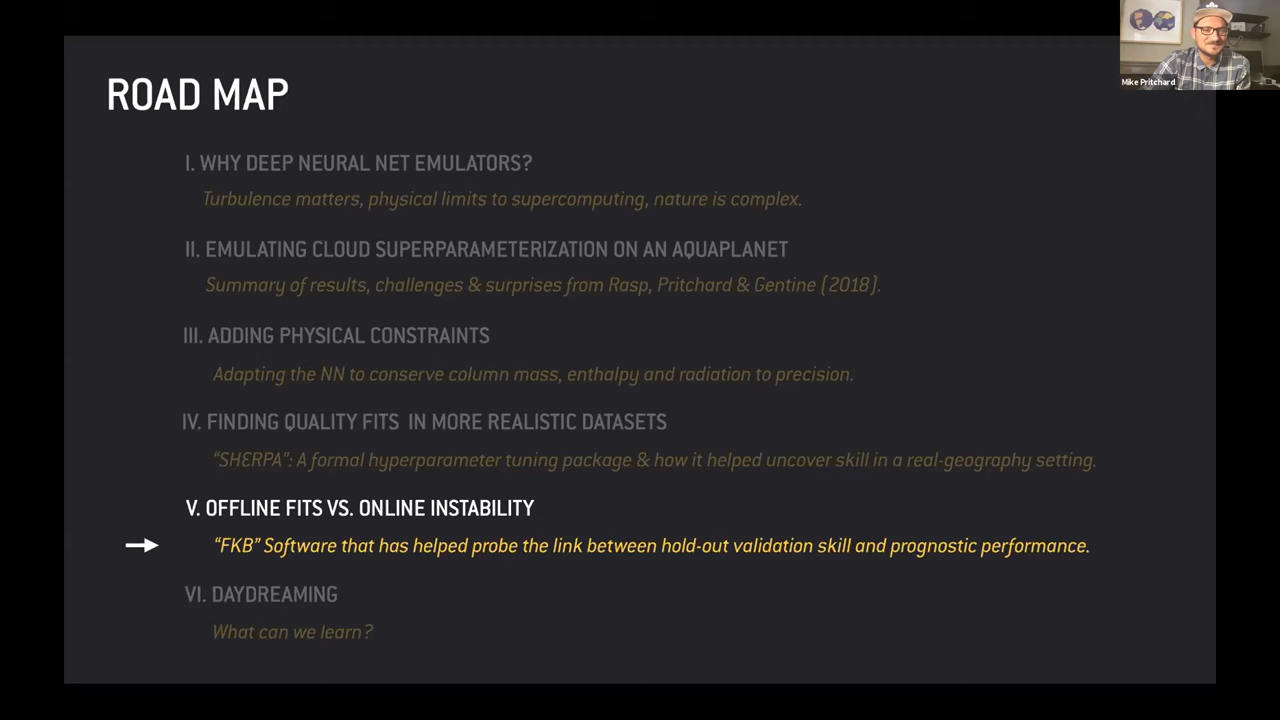 Mike Pritchard
ROAD MAP
I. WHY DEEP NEURAL NET EMULATORS?
Turbulence matters, physical limits to supercomputing, nature is complex.
II. EMULATING CLOUD SUPERPARAMETERIZATION ON AN AQUAPLANET
Summary of results, challenges & surprises from Rasp, Pritchard & Gentine (2018).
III. ADDING PHYSICAL CONSTRAINTS
Adapting the NN to conserve column mass, enthalpy and radiation to precision.
IV. FINDING QUALITY FITS IN MORE REALISTIC DATASETS
“SHERPA”: A formal hyperparameter tuning package & how it helped uncover skill in a real-geography setting.
V. OFFLINE FITS VS. ONLINE INSTABILITY
“FKB” Software that has helped probe the link between hold-out validation skill and prognostic performance.
VI. DAYDREAMING
What can we learn?